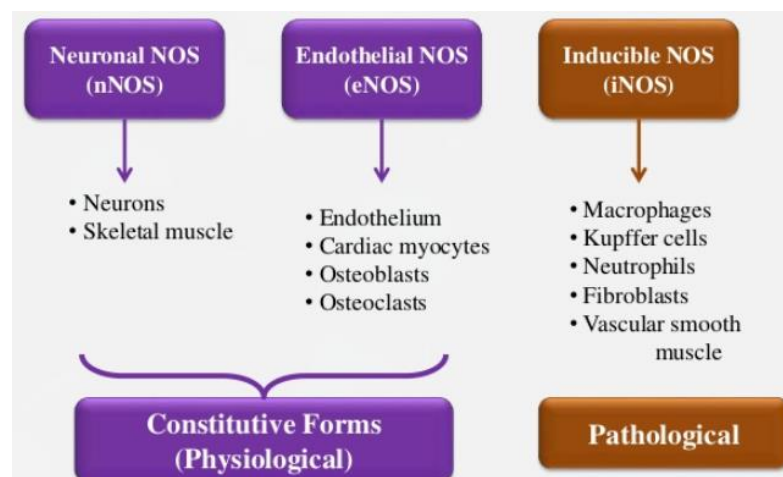 Neuronal NOS
(nNOS)
Endothelial NOS
(eNOS)
Inducible NOS
(iNOS)
• Neurons
• Skeletal muscle
• Endothelium
• Cardiac myocytes
• Osteoblasts
• Osteoclasts
• Macrophages
• Kupffer cells
• Neutrophils
• Fibroblasts
• Vascular smooth
muscle
Constitutive Forms
(Physiological)
Pathological